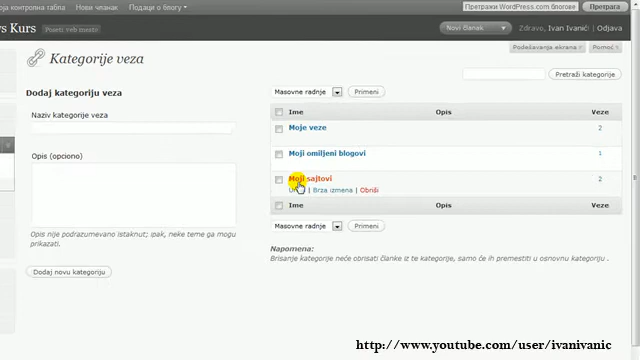 ја контролна табла Нови чланак Подаци о блогу Претражи WordPress.com блогове Претрага
ys Kurs Poseti veb mesto Novi članak Zdravo, Ivan Ivanić! | Odjava
Podešavanja ekrana Pomoć
Kategorije veza
Pretraži kategorije
Dodaj kategoriju veza
Masovne radnje Primeni
Naziv kategorije veza
Ime Opis Veze
Moje veze 2
Opis (opciono)
Moji omiljeni blogovi 1
Moji sajtovi 2
| Brza izmena | Obriši
Ime Opis Veze
Masovne radnje Primeni
Opis nije podrazumevano istaknut; ipak, neke teme ga mogu
prikazati.
Napomena:
Brisanje kategorije neće obrisati članke iz te kategorije, samo će ih premestiti u osnovnu kategoriju .
Dodaj novu kategoriju
http://www.youtube.com/user/ivanivanic